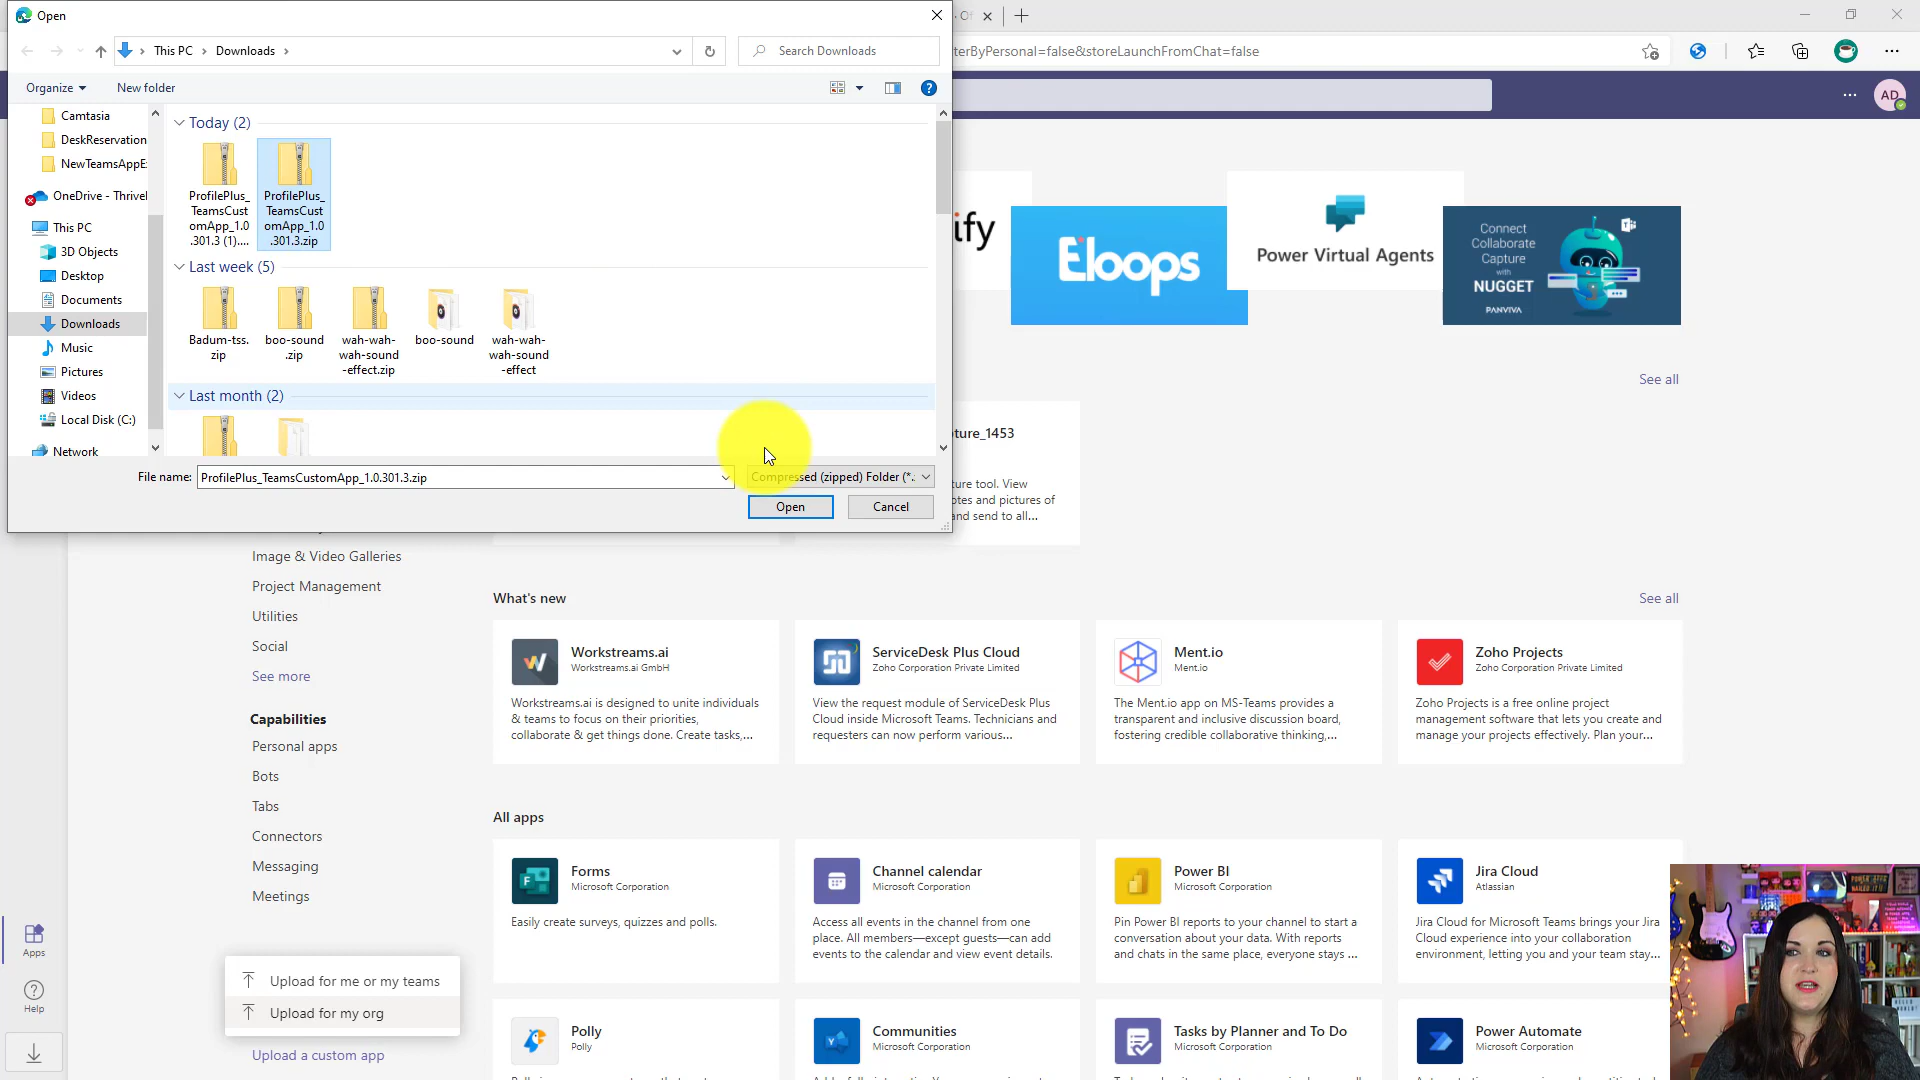 Open
This PC
Downloads
Search Downloads
terByPersonal=false&storeLaunchFromChat=false
Organize
New folder
AD
Camtasia
DeskReservation
NewTeamsAppE
OneDrive - Thrivel
This PC
3D Objects
Desktop
Documents
Downloads
Music
Pictures
Videos
Local Disk (C:)
Network
Today (2)
ProfilePlus_
TeamsCust
omApp_1.0
.301.3 (1)....
ProfilePlus_
TeamsCust
omApp_1.0
.301.3.zip
Last week (5)
Badum-tss.
zip
boo-sound
.zip
wah-wah-
wah-sound
-effect.zip
boo-sound
wah-wah-
wah-sound
-effect
Last month (2)
File name:
ProfilePlus_TeamsCustomApp_1.0.301.3.zip
Compressed (zipped) Folder (*.
Open
Cancel
ify
Eloops
Power Virtual Agents
Connect
Collaborate
Capture
with
NUGGET
PANVIVA
See all
ture_1453
ture tool. View
otes and pictures of
and send to all...
Image & Video Galleries
Project Management
Utilities
Social
See more
Capabilities
Personal apps
Bots
Tabs
Connectors
Messaging
Meetings
Upload for me or my teams
Upload for my org
Upload a custom app
Apps
Help
What's new
See all
Workstreams.ai
Workstreams.ai GmbH
Workstreams.ai is designed to unite individuals
& teams to focus on their priorities,
collaborate & get things done. Create tasks,...
ServiceDesk Plus Cloud
Zoho Corporation Private Limited
View the request module of ServiceDesk Plus
Cloud inside Microsoft Teams. Technicians and
requesters can now perform various...
Ment.io
Ment.io
The Ment.io app on MS-Teams provides a
transparent and inclusive discussion board,
fostering credible collaborative thinking,...
Zoho Projects
Zoho Corporation Private Limited
Zoho Projects is a free online project
management software that lets you create and
manage your projects effectively. Plan your...
All apps
Forms
Microsoft Corporation
Easily create surveys, quizzes and polls.
Channel calendar
Microsoft Corporation
Access all events in the channel from one
place. All members—except guests—can add
events to the calendar and view event details.
Power BI
Microsoft Corporation
Pin Power BI reports to your channel to start a
conversation about your data. With reports
and chats in the same place, everyone stays ...
Jira Cloud
Atlassian
Jira Cloud for Microsoft Teams brings your Jira
Cloud experience into your collaboration
environment, letting you and your team stay...
Polly
Polly
Communities
Microsoft Corporation
Tasks by Planner and To Do
Microsoft Corporation
Power Automate
Microsoft Corporation